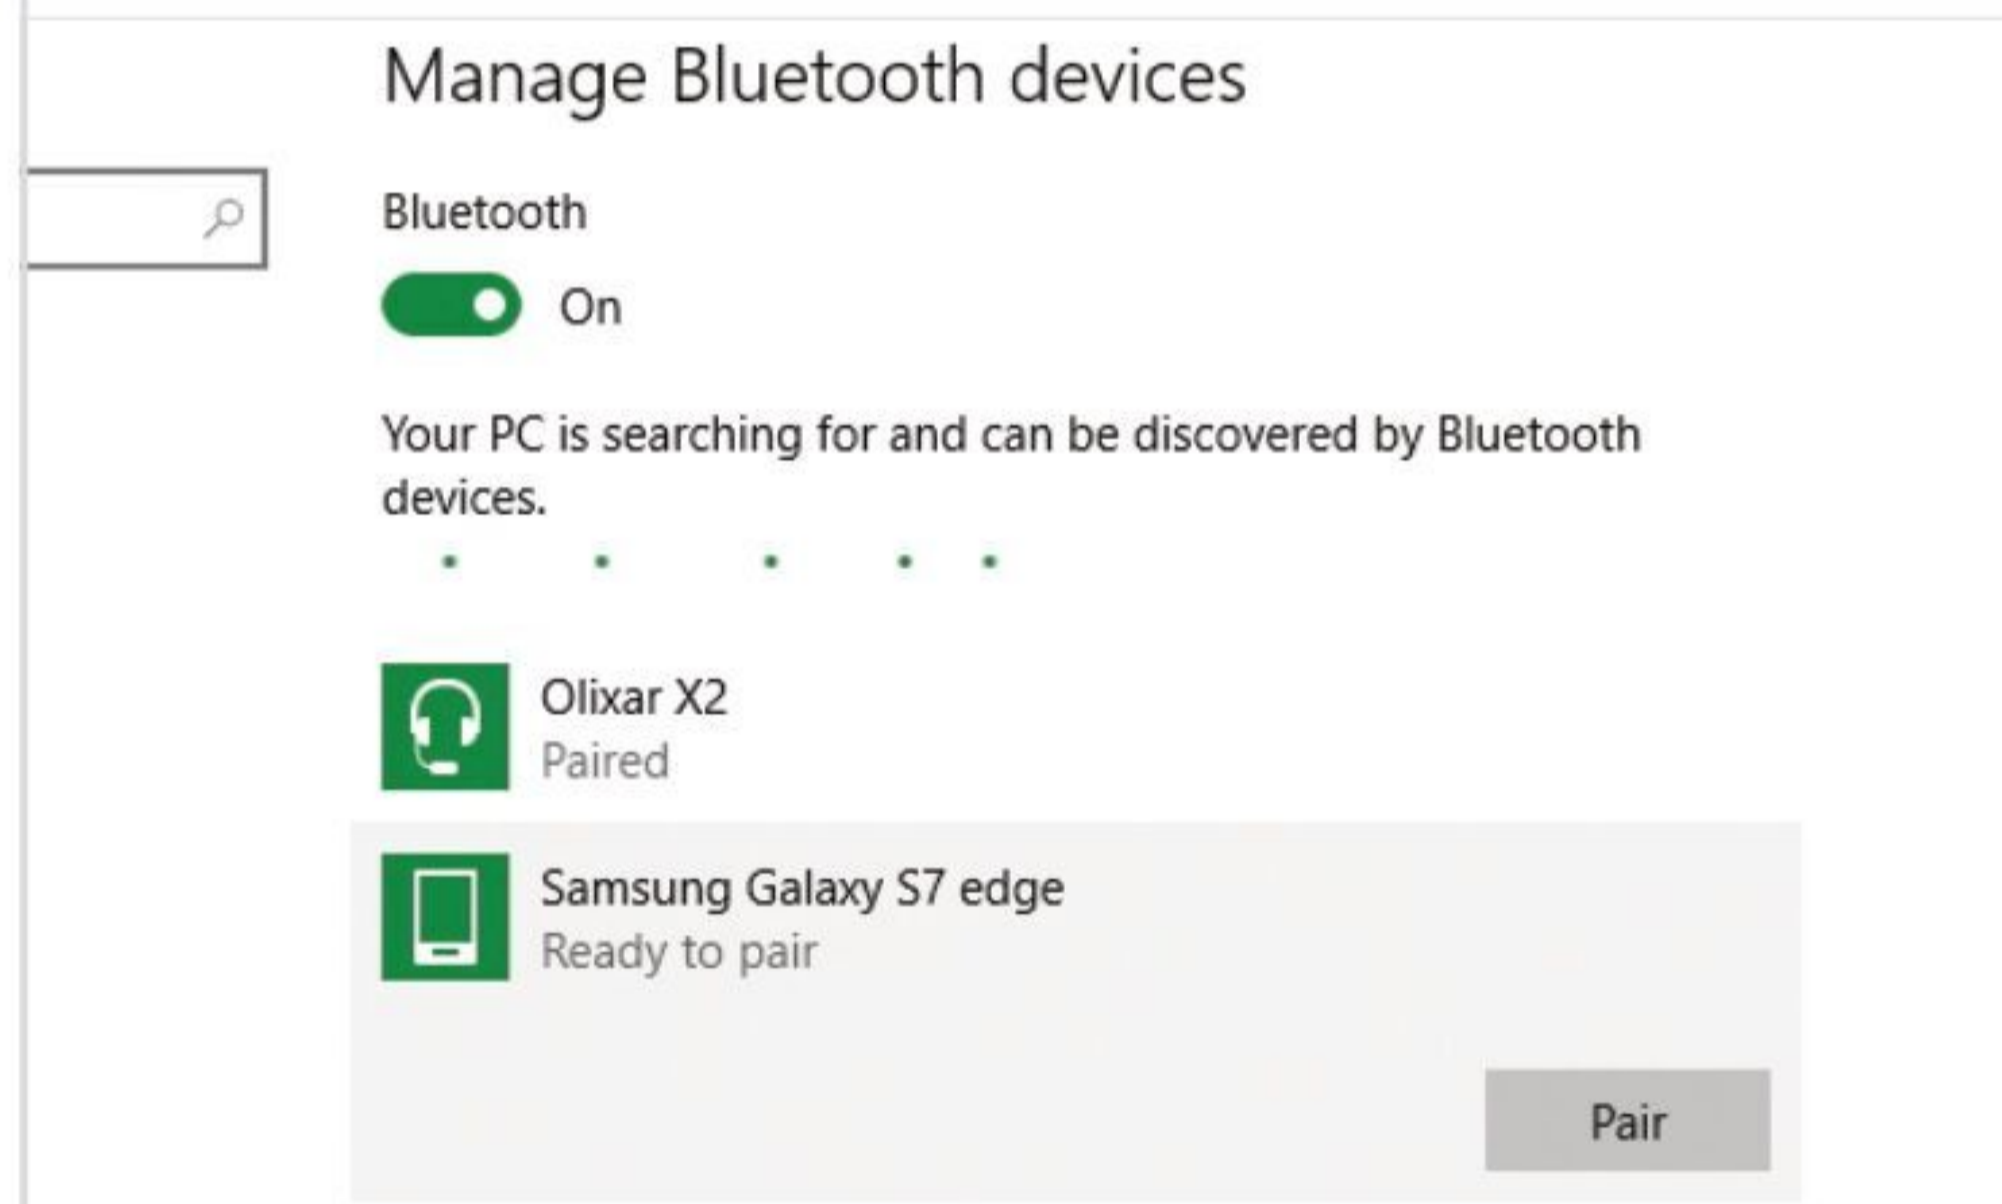 Manage Bluetooth devices
Bluetooth
On
Your PC is searching for and can be discovered by Bluetooth
devices.
Olixar X2
Paired
Samsung Galaxy S7 edge
Ready to pair
Pair